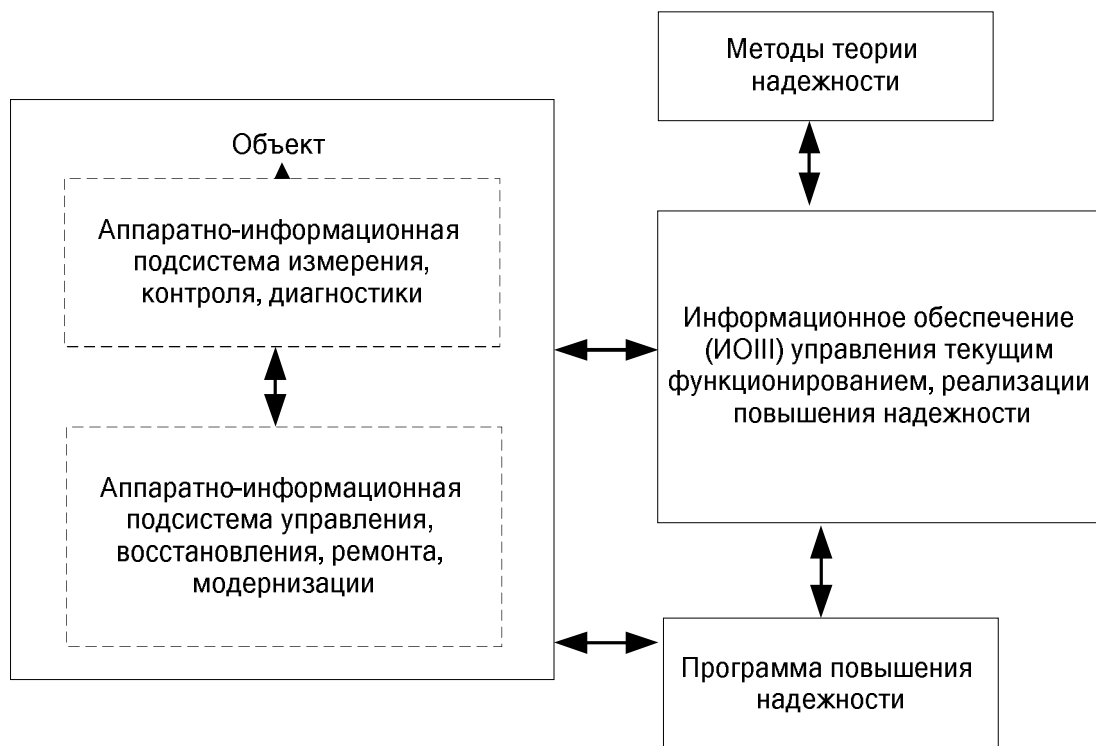 Методы теории
надежности
Объект
Аппаратно-информационная
подсистема измерения,
контроля, диагностики
Информационное обеспечение
(ИОIII) управления текущим
функционированием, реализации
повышения надежности
Аппаратно-информационная
подсистема управления,
восстановления, ремонта,
модернизации
Программа повышения
надежности